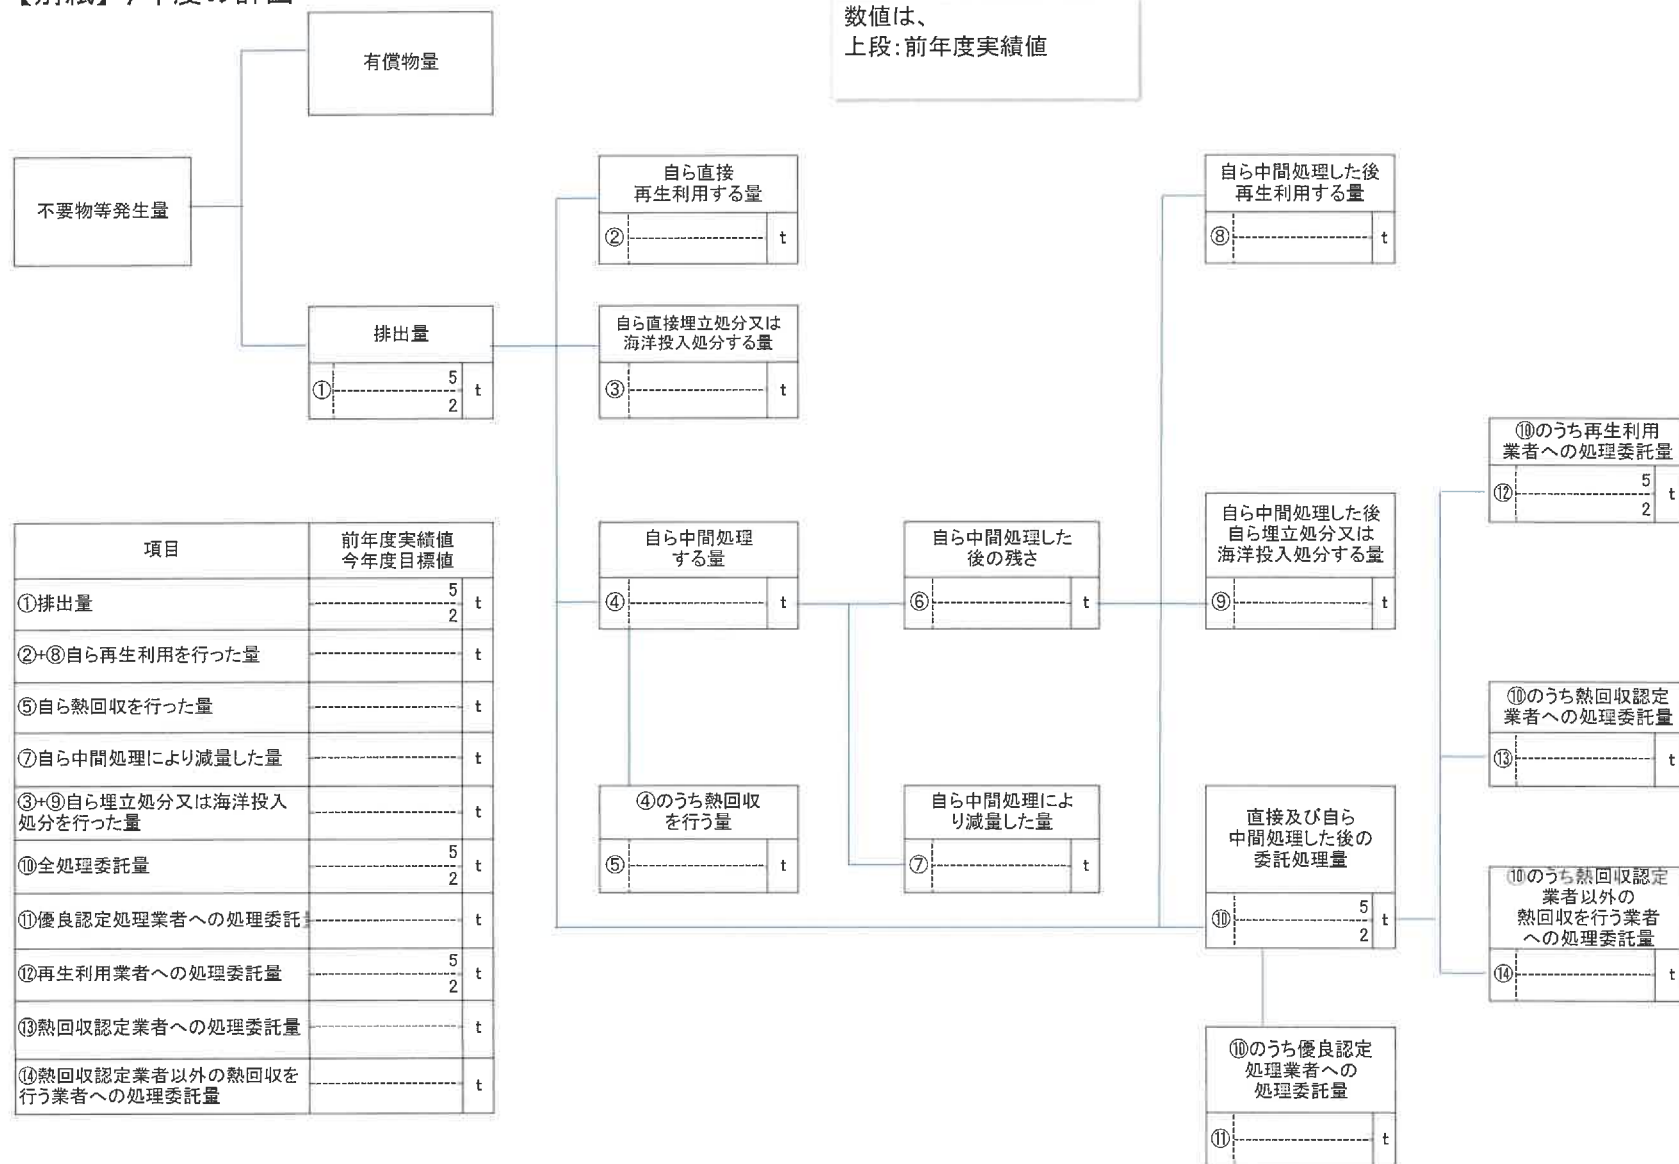 数値は、
上段:前年度実績値
有償物量
不要物等発生量
自ら直接
再生利用する量
② t
自ら中間処理した後
再生利用する量
⑧ t
排出量
① 5 t
2
自ら直接埋立処分又は
海洋投入処分する量
③ t
⑩のうち再生利用
業者への処理委託量
⑫ 5 t
2
自ら中間処理
する量
④ t
自ら中間処理した
後の残さ
⑥ t
自ら中間処理した後
自ら埋立処分又は
海洋投入処分する量
⑨ t
⑩のうち熱回収認定
業者への処理委託量
⑬ t
④のうち熱回収
を行う量
⑤ t
自ら中間処理によ
り減量した量
⑦ t
直接及び自ら
中間処理した後の
委託処理量
⑩ 5 t
2
⑩のうち熱回収認定
業者以外の
熱回収を行う業者
への処理委託量
⑭ t
⑩のうち優良認定
処理業者への
処理委託量
⑪ t
項目
前年度実績値
今年度目標値
①排出量 5 t
2
②+⑧自ら再生利用を行った量 t
⑤自ら熱回収を行った量 t
⑦自ら中間処理により減量した量 t
③+⑨自ら埋立処分又は海洋投入
処分を行った量 t
⑩全処理委託量 5 t
2
⑪優良認定処理業者への処理委託 t
⑫再生利用業者への処理委託量 5 t
2
⑬熱回収認定業者への処理委託量 t
⑭熱回収認定業者以外の熱回収を
行う業者への処理委託量 t